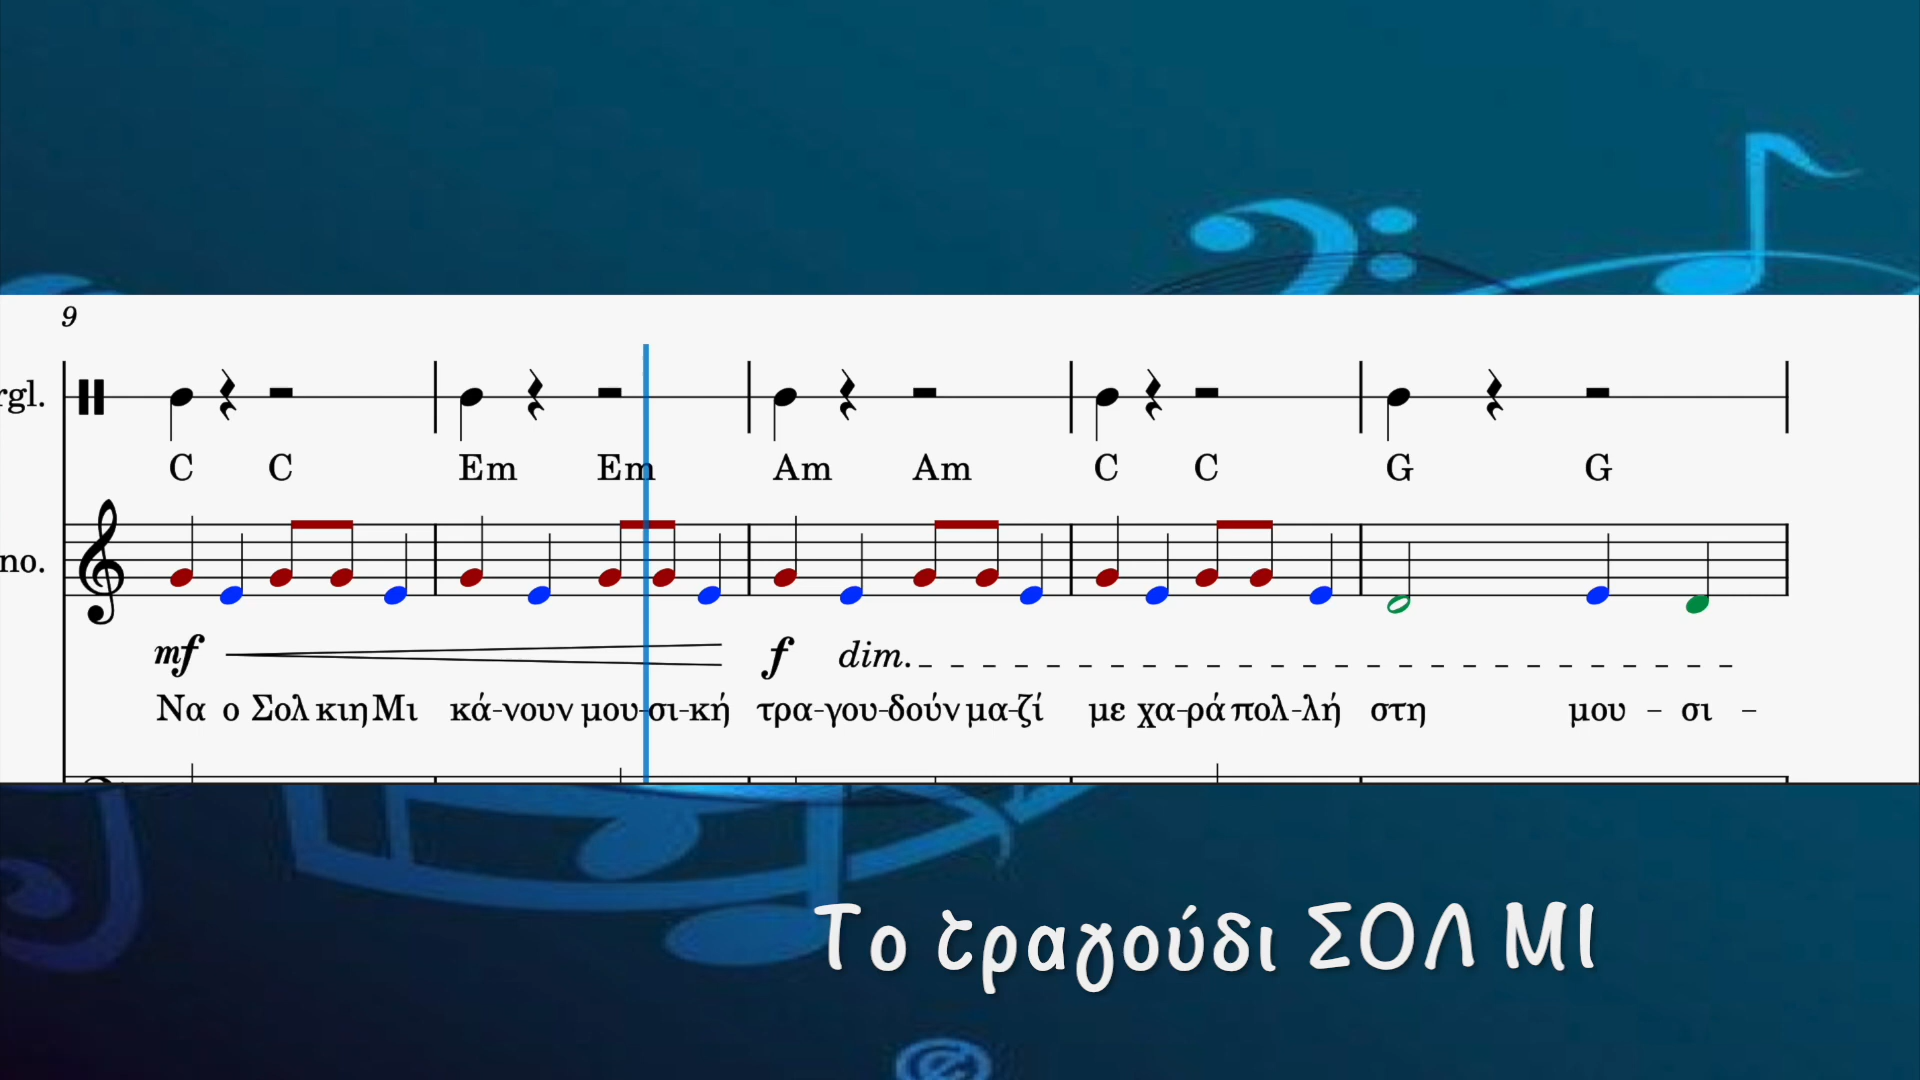 9
rgl.
C C Em Em Am Am C C G G
no.
mf f dim.
Να ο Σολ κιη Μι κά-νουν μου-σι-κή τρα-γου-δούν μα-ζί με χα-ρά πολ-λή στη μου - σι -
Το τραγούδι ΣΟΛ ΜΙ